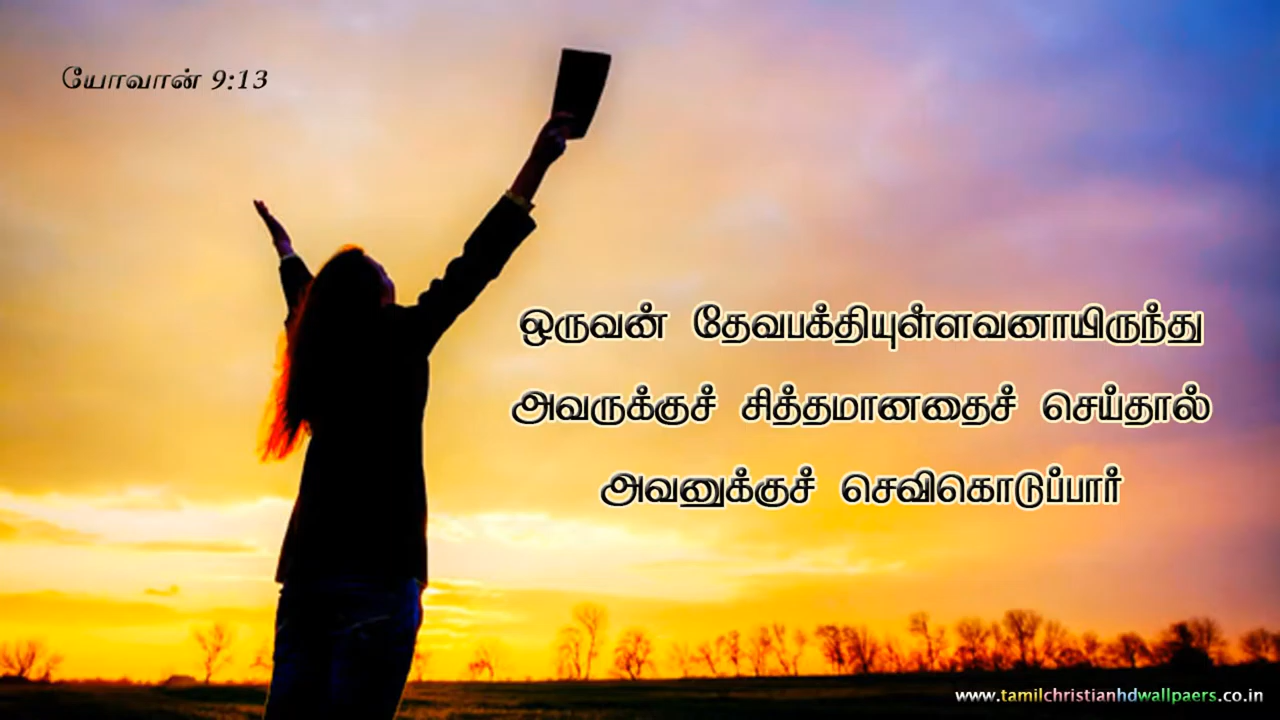 யோவான் 9:13
ஒருவன் தேவபக்தியுள்ளவனாயிருந்து
அவருக்குச் சித்தமானதைச் செய்தால்
அவனுக்குச் செவிகொடுப்பார்
www.tamilchristianhdwallpaers.co.in